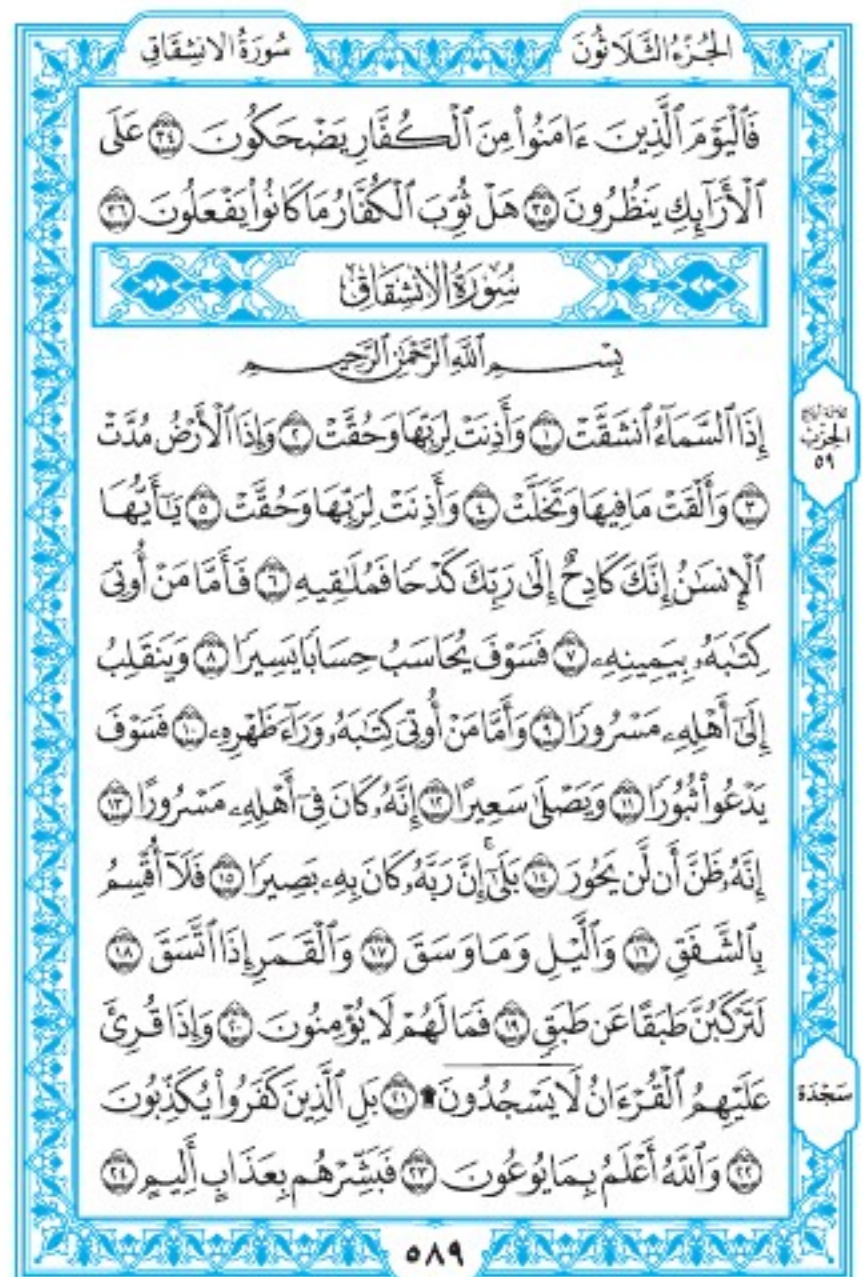 الجُزْءُ الثَّلَاثُونَ
سُورَةُ الانشِقَاقِ
فَٱلْيَوْمَ ٱلَّذِينَ ءَامَنُواْ مِنَ ٱلْكُفَّارِ يَضْحَكُونَ ٣٤ عَلَى
ٱلْأَرَآئِكِ يَنظُرُونَ ٣٥ هَلْ ثُوِّبَ ٱلْكُفَّارُ مَا كَانُواْ يَفْعَلُونَ ٣٦
سُورَةُ الانشِقَاقِ
بِسْمِ ٱللَّهِ ٱلرَّحْمَٰنِ ٱلرَّحِيمِ
إِذَا ٱلسَّمَآءُ ٱنشَقَّتْ ١ وَأَذِنَتْ لِرَبِّهَا وَحُقَّتْ ٢ وَإِذَا ٱلْأَرْضُ مُدَّتْ
٣ وَأَلْقَتْ مَا فِيهَا وَتَخَلَّتْ ٤ وَأَذِنَتْ لِرَبِّهَا وَحُقَّتْ ٥ يَٰٓأَيُّهَا
ٱلْإِنسَٰنُ إِنَّكَ كَادِحٌ إِلَىٰ رَبِّكَ كَدْحًا فَمُلَٰقِيهِ ٦ فَأَمَّا مَنْ أُوتِيَ
كِتَٰبَهُۥ بِيَمِينِهِۦ ٧ فَسَوْفَ يُحَاسَبُ حِسَابًا يَسِيرًا ٨ وَيَنقَلِبُ
إِلَىٰٓ أَهْلِهِۦ مَسْرُورًا ٩ وَأَمَّا مَنْ أُوتِيَ كِتَٰبَهُۥ وَرَآءَ ظَهْرِهِۦ ١٠ فَسَوْفَ
يَدْعُواْ ثُبُورًا ١١ وَيَصْلَىٰ سَعِيرًا ١٢ إِنَّهُۥ كَانَ فِيٓ أَهْلِهِۦ مَسْرُورًا ١٣
إِنَّهُۥ ظَنَّ أَن لَّن يَحُورَ ١٤ بَلَىٰٓۚ إِنَّ رَبَّهُۥ كَانَ بِهِۦ بَصِيرًا ١٥ فَلَآ أُقْسِمُ
بِٱلشَّفَقِ ١٦ وَٱلَّيْلِ وَمَا وَسَقَ ١٧ وَٱلْقَمَرِ إِذَا ٱتَّسَقَ ١٨
لَتَرْكَبُنَّ طَبَقًا عَن طَبَقٍ ١٩ فَمَا لَهُمْ لَا يُؤْمِنُونَ ٢٠ وَإِذَا قُرِئَ
عَلَيْهِمُ ٱلْقُرْءَانُ لَا يَسْجُدُونَ۩ ٢١ بَلِ ٱلَّذِينَ كَفَرُواْ يُكَذِّبُونَ
٢٢ وَٱللَّهُ أَعْلَمُ بِمَا يُوعُونَ ٢٣ فَبَشِّرْهُم بِعَذَابٍ أَلِيمٍ ٢٤
الحِزْبُ
٥٩
سَجْدَة
٥٨٩